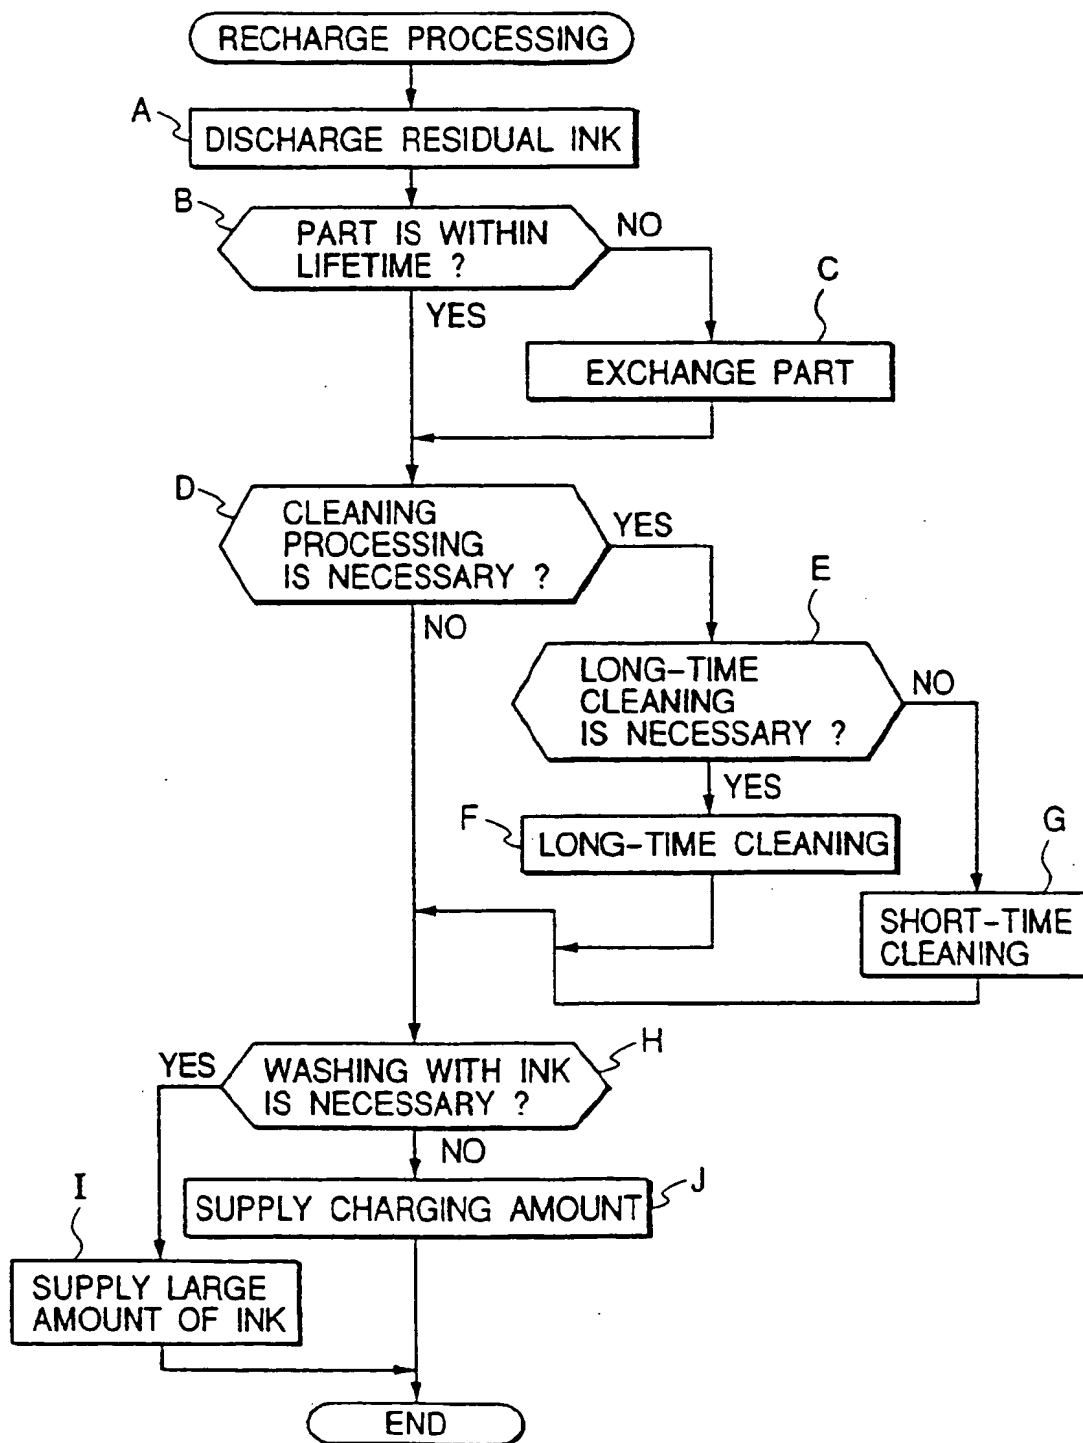 RECHARGE PROCESSING
A
DISCHARGE RESIDUAL INK
B
PART IS WITHIN
LIFETIME ?
NO
YES
C
EXCHANGE PART
D
CLEANING
PROCESSING
IS NECESSARY ?
YES
NO
E
LONG-TIME
CLEANING
IS NECESSARY ?
NO
YES
F
LONG-TIME CLEANING
G
SHORT-TIME
CLEANING
H
YES
WASHING WITH INK
IS NECESSARY ?
NO
I
J
SUPPLY CHARGING AMOUNT
SUPPLY LARGE
AMOUNT OF INK
END